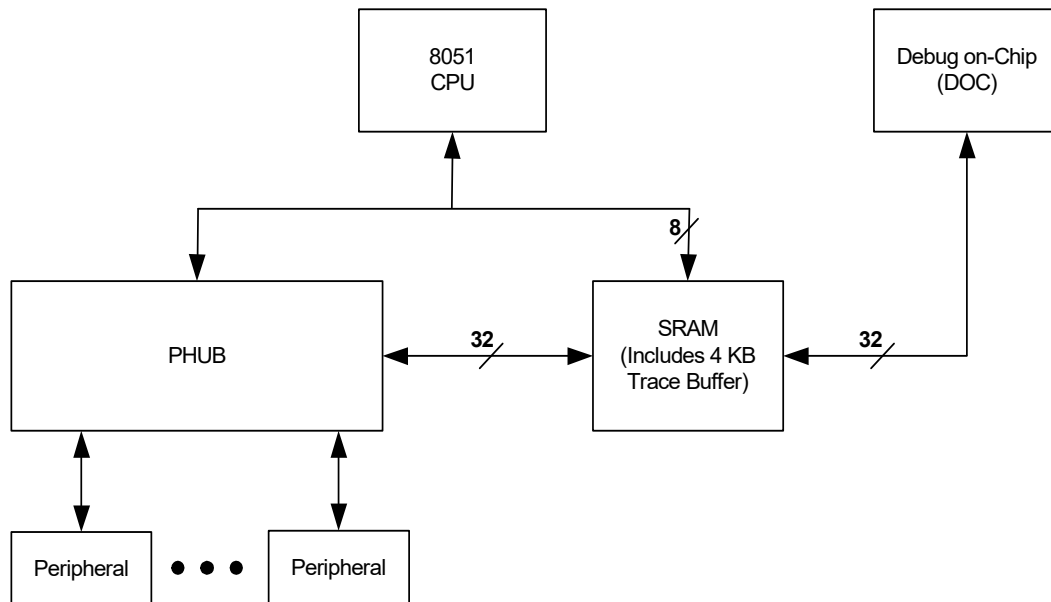 8051
CPU
Debug on-Chip
(DOC)
8
PHUB
32
SRAM
(Includes 4 KB
Trace Buffer)
32
Peripheral
Peripheral